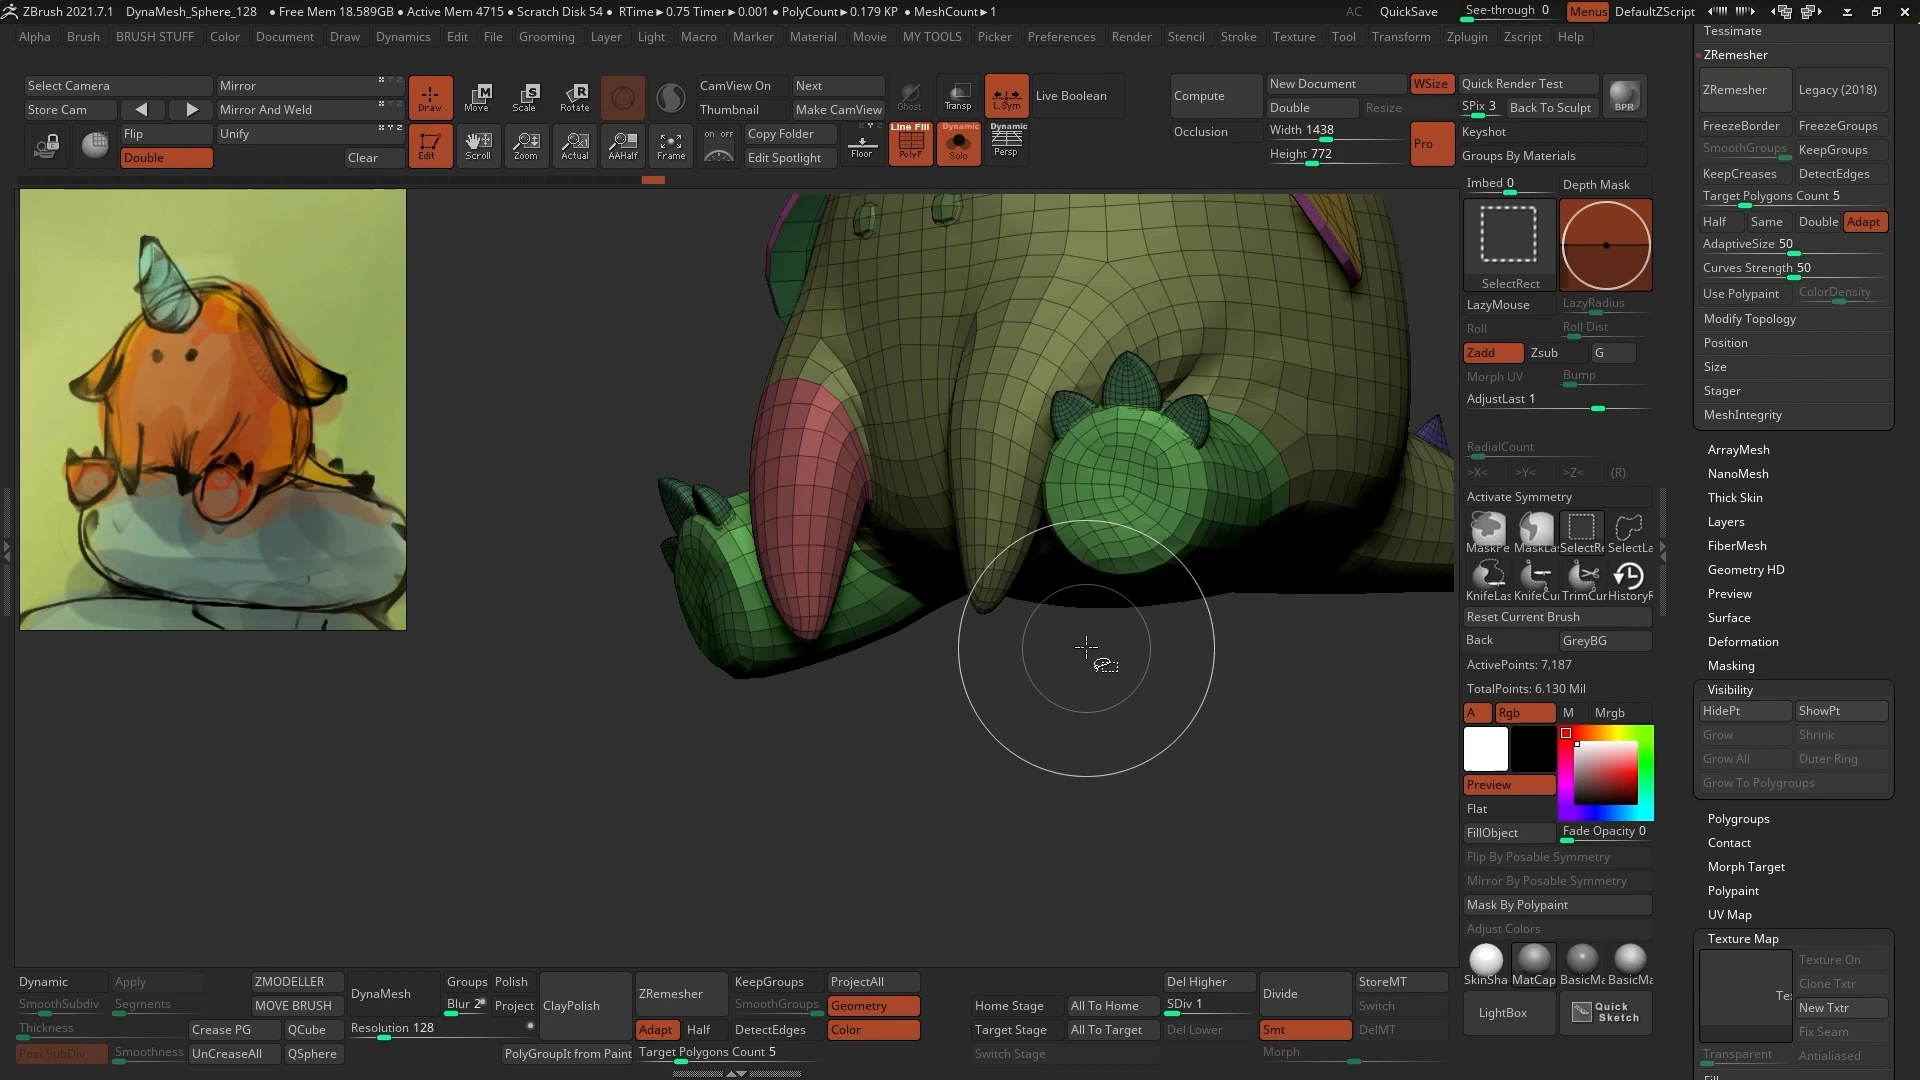 ZBrush 2021.7.1 DynaMesh_Sphere_128 ● Free Mem 18.589GB ● Active Mem 4715 ● Scratch Disk 54 ● RTime►0.75 Timer►0.001 ● PolyCount►0.179 KP ● MeshCount►1 AC QuickSave See-through 0 Menus DefaultZScript
Alpha Brush BRUSH STUFF Color Document Draw Dynamics Edit File Grooming Layer Light Macro Marker Material Movie MY TOOLS Picker Preferences Render Stencil Stroke Texture Tool Transform Zplugin Zscript Help
Select Camera Mirror
Store Cam Mirror And Weld
Flip Unify
Double Clear
Draw Move Scale Rotate
Edit Scroll Zoom Actual AAHalf Frame
CamView On Next
Thumbnail Make CamView
ON OFF Copy Folder
Edit Spotlight
Ghost Transp L.Sym Live Boolean
Floor
Line Fill PolyF
Dynamic Solo
Dynamic Persp
Compute New Document WSize
Double Resize
Occlusion Width 1438
Height 772 Pro
Quick Render Test BPR
SPix 3 Back To Sculpt
Keyshot
Groups By Materials
Imbed 0 Depth Mask
SelectRect
LazyMouse LazyRadius
Roll Roll Dist
Zadd Zsub G
Morph UV Bump
AdjustLast 1
RadialCount
>X< >Y< >Z< (R)
Activate Symmetry
MaskPe MaskLa SelectRe SelectLa
KnifeLas KnifeCu TrimCur HistoryR
Reset Current Brush
Back GreyBG
ActivePoints: 7,187
TotalPoints: 6.130 Mil
A Rgb M Mrgb
Preview
Flat
FillObject Fade Opacity 0
Flip By Posable Symmetry
Mirror By Posable Symmetry
Mask By Polypaint
Adjust Colors
SkinSha MatCap BasicMa BasicMa
LightBox Quick Sketch
Tessimate
ZRemesher
ZRemesher Legacy (2018)
FreezeBorder FreezeGroups
SmoothGroups KeepGroups
KeepCreases DetectEdges
Target Polygons Count 5
Half Same Double Adapt
AdaptiveSize 50
Curves Strength 50
Use Polypaint ColorDensity
Modify Topology
Position
Size
Stager
MeshIntegrity
ArrayMesh
NanoMesh
Thick Skin
Layers
FiberMesh
Geometry HD
Preview
Surface
Deformation
Masking
Visibility
HidePt ShowPt
Grow Shrink
Grow All Outer Ring
Grow To Polygroups
Polygroups
Contact
Morph Target
Polypaint
UV Map
Texture Map
Texture On
Te: Clone Txtr
New Txtr
Fix Seam
Transparent Antialiased
Dynamic Apply ZMODELLER DynaMesh Groups Polish ClayPolish ZRemesher KeepGroups ProjectAll Del Higher Divide StoreMT
SmoothSubdiv Segments MOVE BRUSH Blur 2 Project SmoothGroups Geometry Home Stage All To Home SDiv 1 Switch
Thickness Crease PG QCube Resolution 128 Adapt Half DetectEdges Color Target Stage All To Target Del Lower Smt DelMT
Post SubDiv Smoothness UnCreaseAll QSphere PolyGroupIt from Paint Target Polygons Count 5 Switch Stage Morph